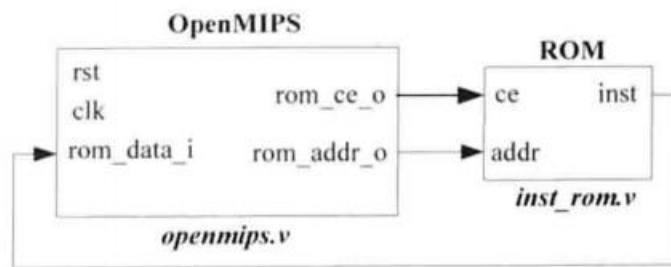 OpenMIPS
ROM
rst
clk
rom_data_i
rom_ce_o
rom_addr_o
ce
inst
addr
openmips.v
inst_rom.v